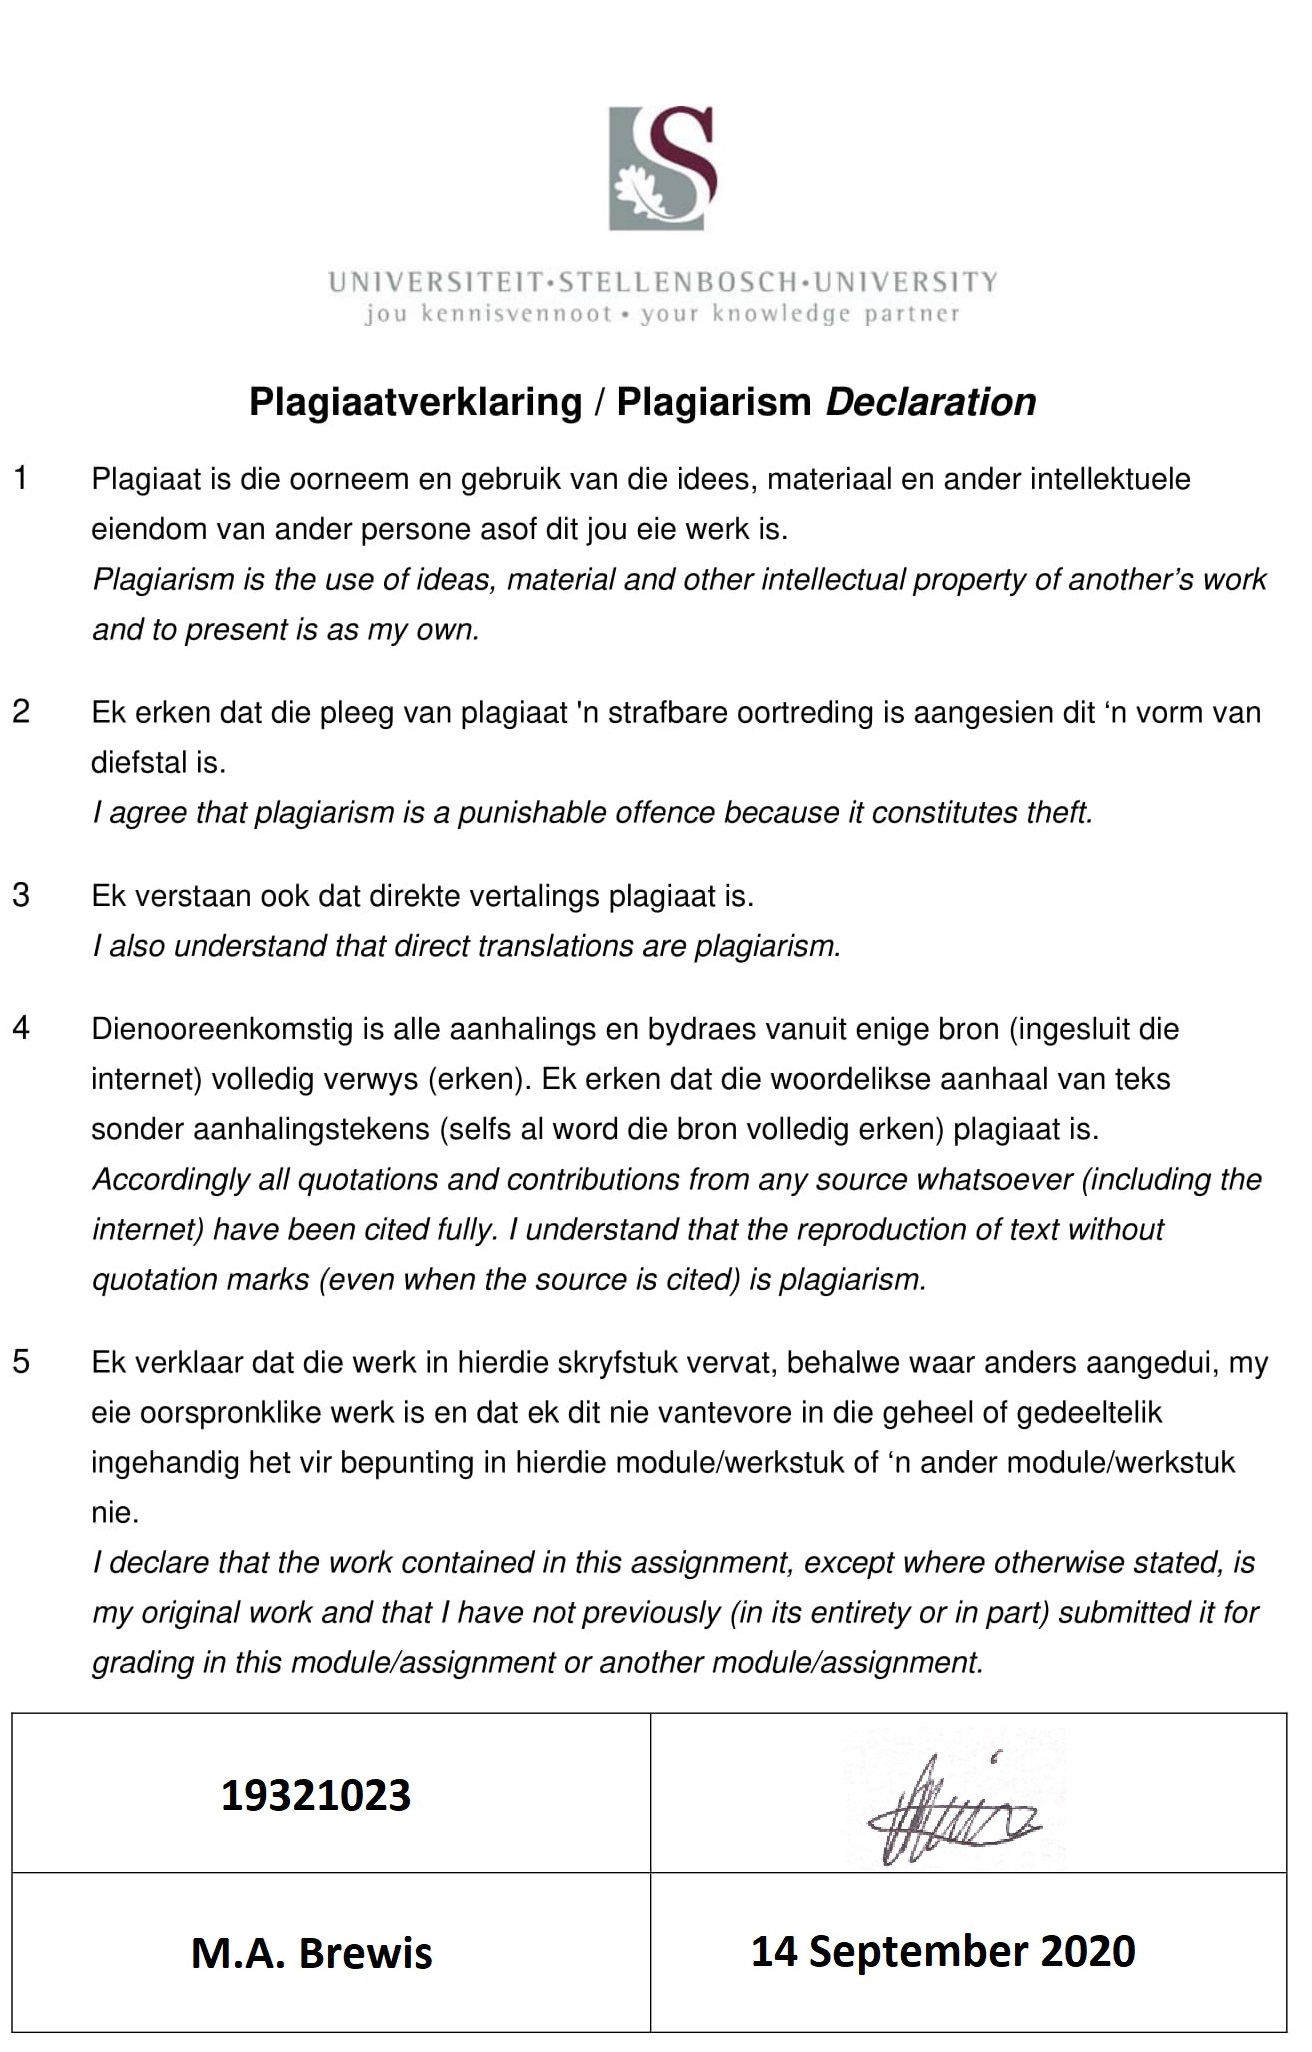 S
UNIVERSITEIT•STELLENBOSCH•UNIVERSITY
jou kennisvennoot • your knowledge partner
Plagiaatverklaring / Plagiarism Declaration
1 Plagiaat is die oorneem en gebruik van die idees, materiaal en ander intellektuele
eiendom van ander persone asof dit jou eie werk is.
Plagiarism is the use of ideas, material and other intellectual property of another’s work
and to present is as my own.
2 Ek erken dat die pleeg van plagiaat 'n strafbare oortreding is aangesien dit ‘n vorm van
diefstal is.
I agree that plagiarism is a punishable offence because it constitutes theft.
3 Ek verstaan ook dat direkte vertalings plagiaat is.
I also understand that direct translations are plagiarism.
4 Dienooreenkomstig is alle aanhalings en bydraes vanuit enige bron (ingesluit die
internet) volledig verwys (erken). Ek erken dat die woordelikse aanhaal van teks
sonder aanhalingstekens (selfs al word die bron volledig erken) plagiaat is.
Accordingly all quotations and contributions from any source whatsoever (including the
internet) have been cited fully. I understand that the reproduction of text without
quotation marks (even when the source is cited) is plagiarism.
5 Ek verklaar dat die werk in hierdie skryfstuk vervat, behalwe waar anders aangedui, my
eie oorspronklike werk is en dat ek dit nie vantevore in die geheel of gedeeltelik
ingehandig het vir bepunting in hierdie module/werkstuk of ‘n ander module/werkstuk
nie.
I declare that the work contained in this assignment, except where otherwise stated, is
my original work and that I have not previously (in its entirety or in part) submitted it for
grading in this module/assignment or another module/assignment.
19321023
M.A. Brewis
14 September 2020